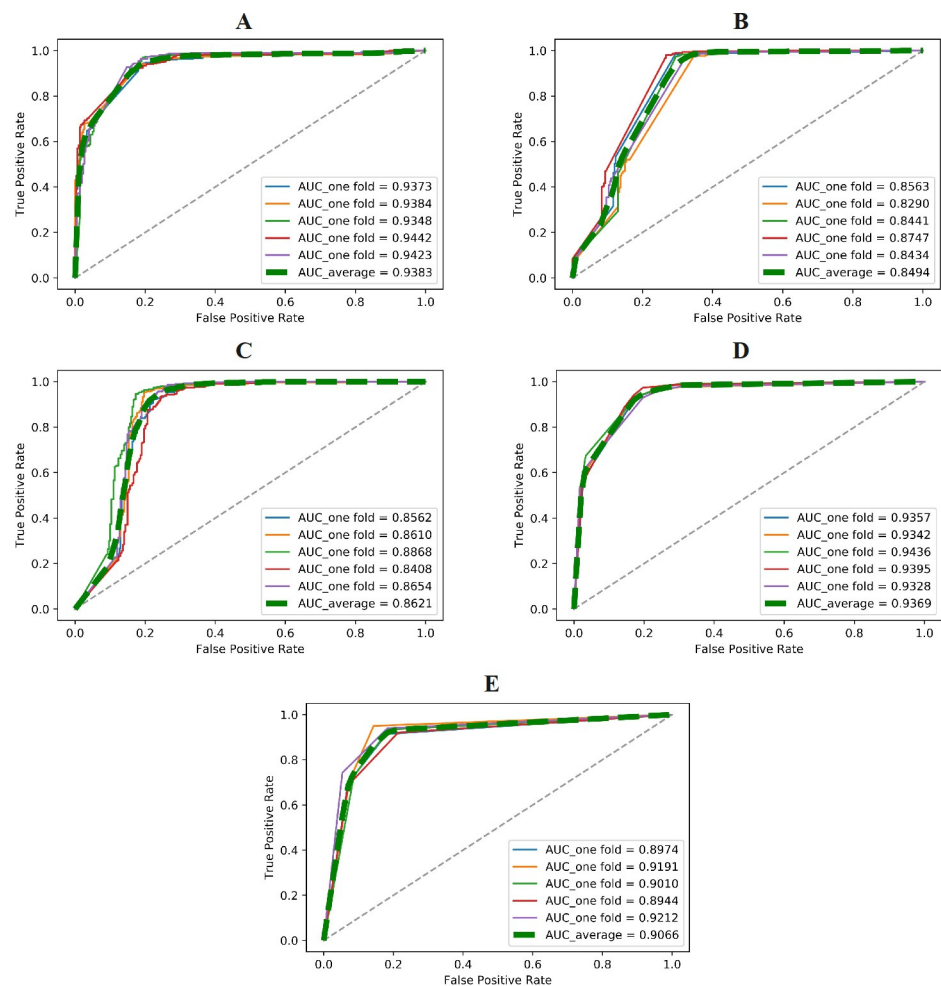 A
1.0
0.8
0.6
0.4
0.2
0.0
True Positive Rate
AUC_one fold = 0.9373
AUC_one fold = 0.9384
AUC_one fold = 0.9348
AUC_one fold = 0.9442
AUC_one fold = 0.9423
AUC_average = 0.9383
0.0 0.2 0.4 0.6 0.8 1.0
False Positive Rate
B
1.0
0.8
0.6
0.4
0.2
0.0
True Positive Rate
AUC_one fold = 0.8563
AUC_one fold = 0.8290
AUC_one fold = 0.8441
AUC_one fold = 0.8747
AUC_one fold = 0.8434
AUC_average = 0.8494
0.0 0.2 0.4 0.6 0.8 1.0
False Positive Rate
C
1.0
0.8
0.6
0.4
0.2
0.0
True Positive Rate
AUC_one fold = 0.8562
AUC_one fold = 0.8610
AUC_one fold = 0.8868
AUC_one fold = 0.8408
AUC_one fold = 0.8654
AUC_average = 0.8621
0.0 0.2 0.4 0.6 0.8 1.0
False Positive Rate
D
1.0
0.8
0.6
0.4
0.2
0.0
True Positive Rate
AUC_one fold = 0.9357
AUC_one fold = 0.9342
AUC_one fold = 0.9436
AUC_one fold = 0.9395
AUC_one fold = 0.9328
AUC_average = 0.9369
0.0 0.2 0.4 0.6 0.8 1.0
False Positive Rate
E
1.0
0.8
0.6
0.4
0.2
0.0
True Positive Rate
AUC_one fold = 0.8974
AUC_one fold = 0.9191
AUC_one fold = 0.9010
AUC_one fold = 0.8944
AUC_one fold = 0.9212
AUC_average = 0.9066
0.0 0.2 0.4 0.6 0.8 1.0
False Positive Rate